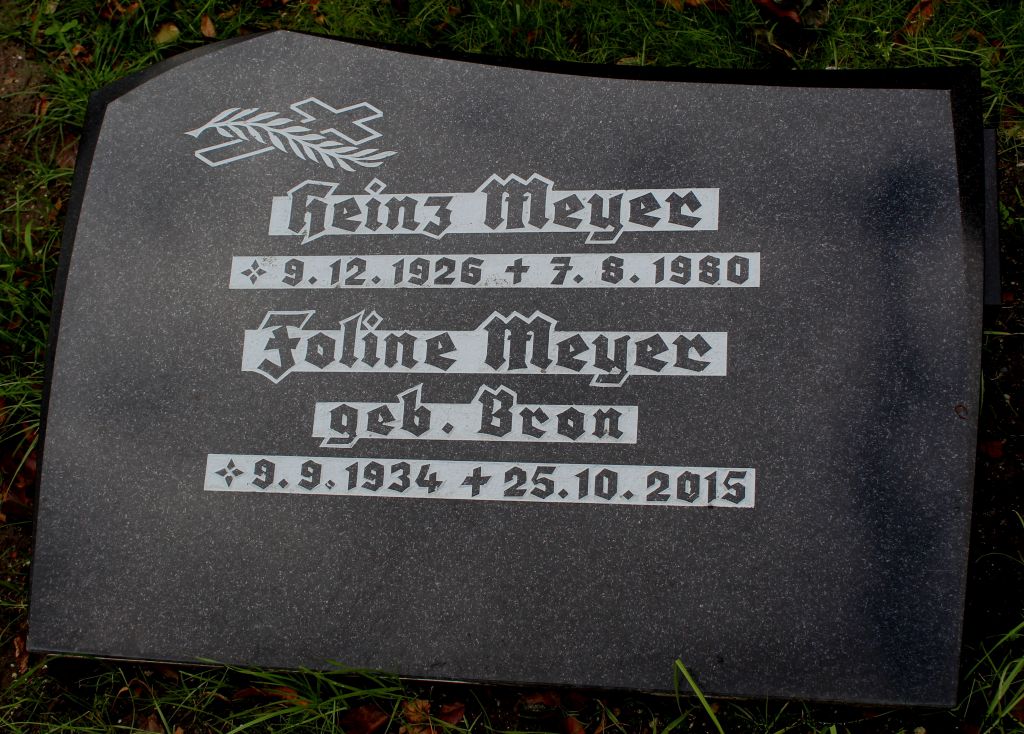 Heinz Meyer
* 9.12.1926 † 7.8.1980
Foline Meyer
geb. Bron
* 9.9.1934 † 25.10.2015